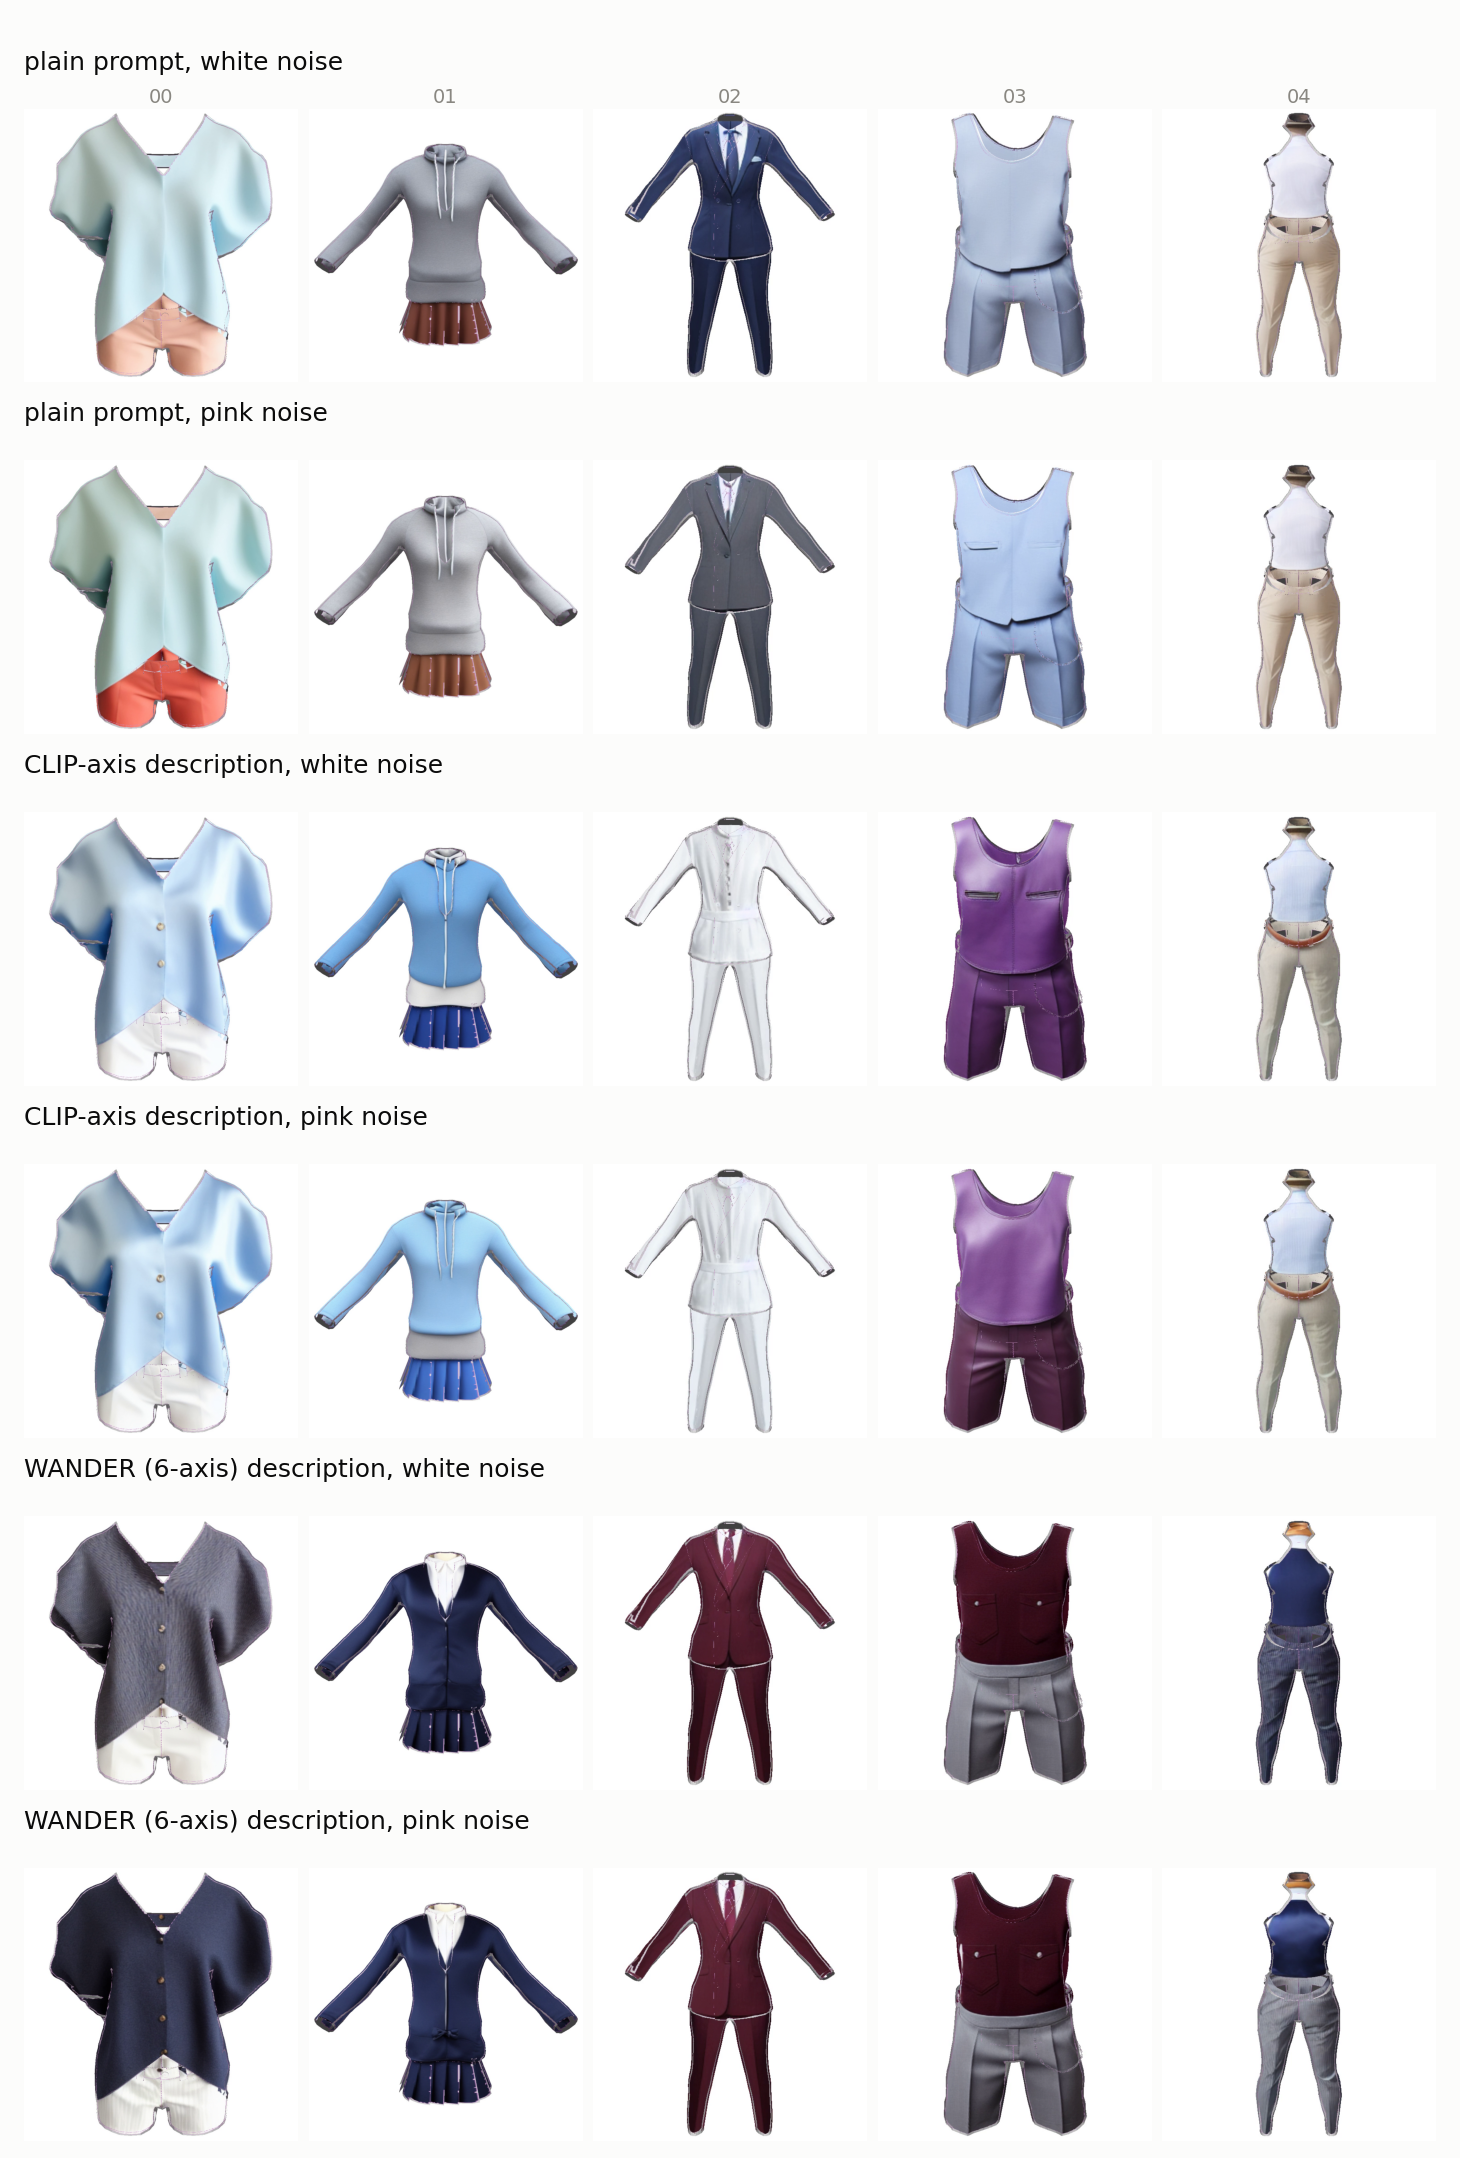 plain prompt, white noise
00 01 02 03 04
plain prompt, pink noise
CLIP-axis description, white noise
CLIP-axis description, pink noise
WANDER (6-axis) description, white noise
WANDER (6-axis) description, pink noise